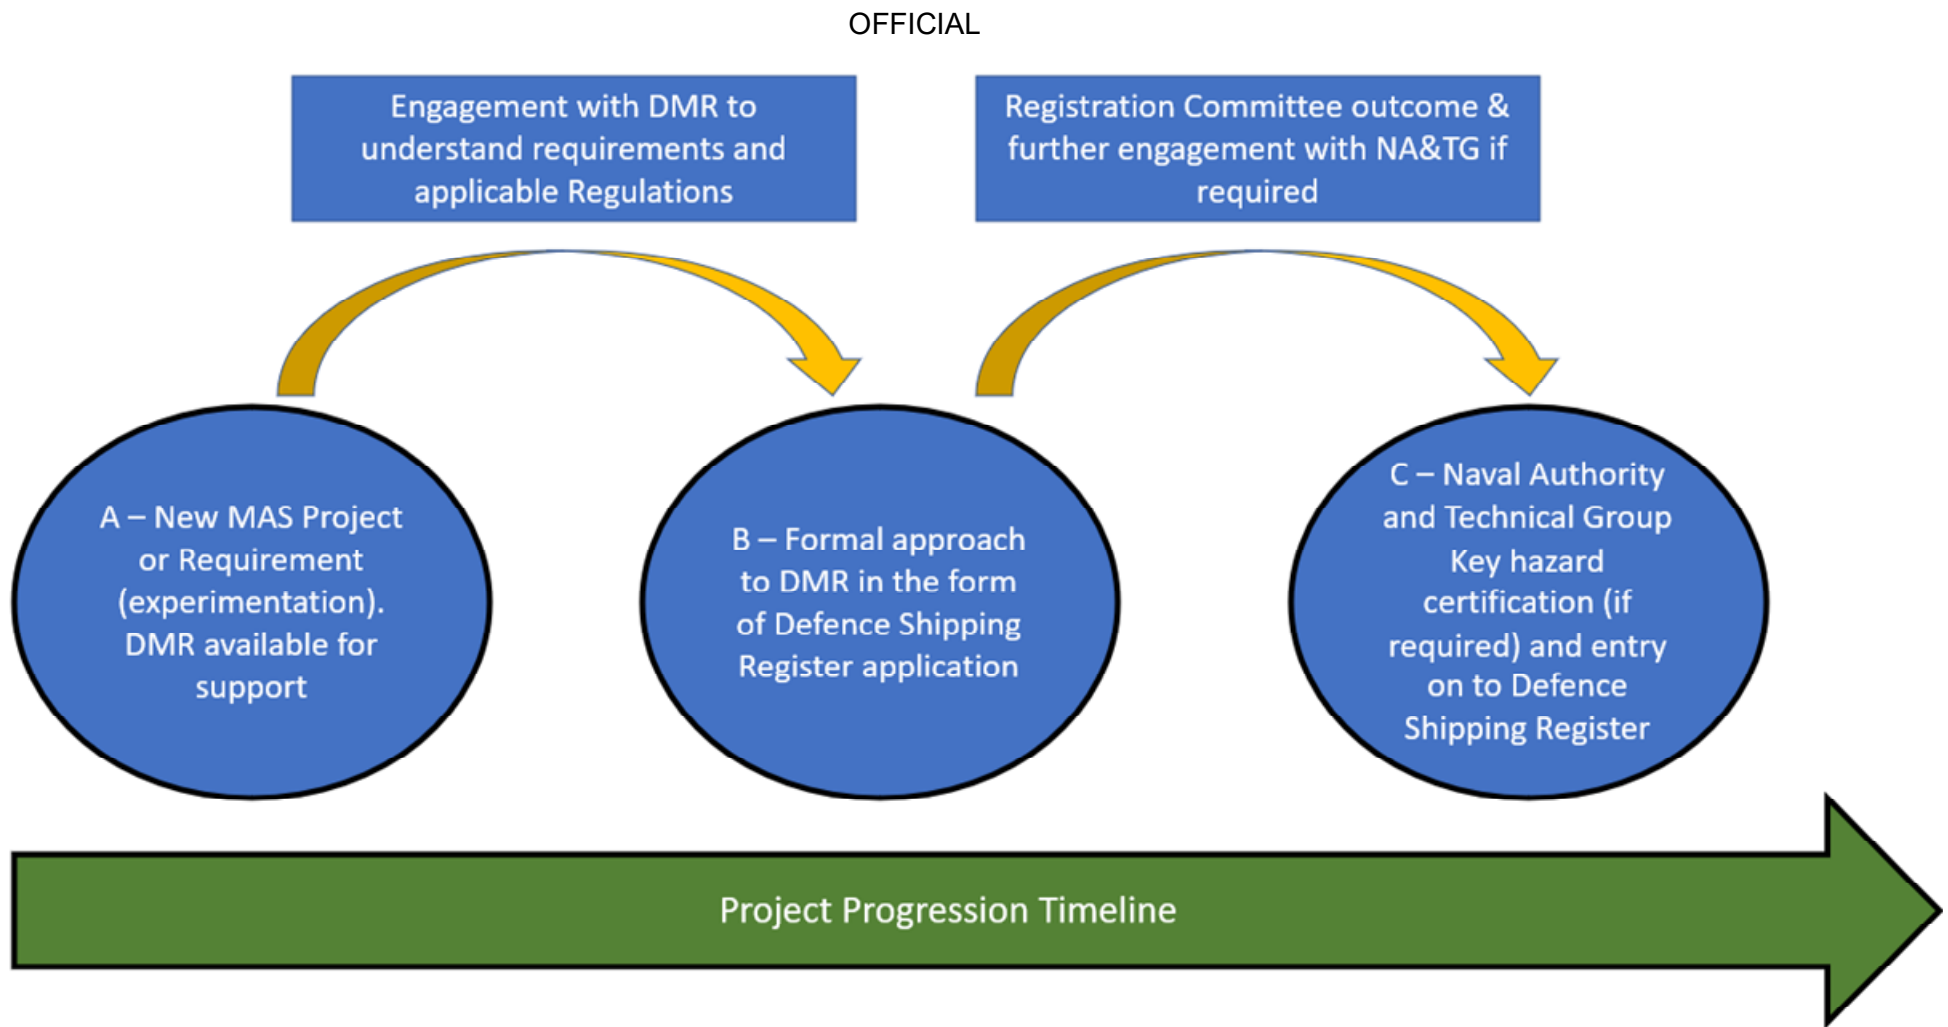 OFFICIAL
Engagement with DMR to
understand requirements and
applicable Regulations
Registration Committee outcome &
further engagement with NA&TG if
required
A – New MAS Project
or Requirement
(experimentation).
DMR available for
support
B – Formal approach
to DMR in the form
of Defence Shipping
Register application
C – Naval Authority
and Technical Group
Key hazard
certification (if
required) and entry
on to Defence
Shipping Register
Project Progression Timeline